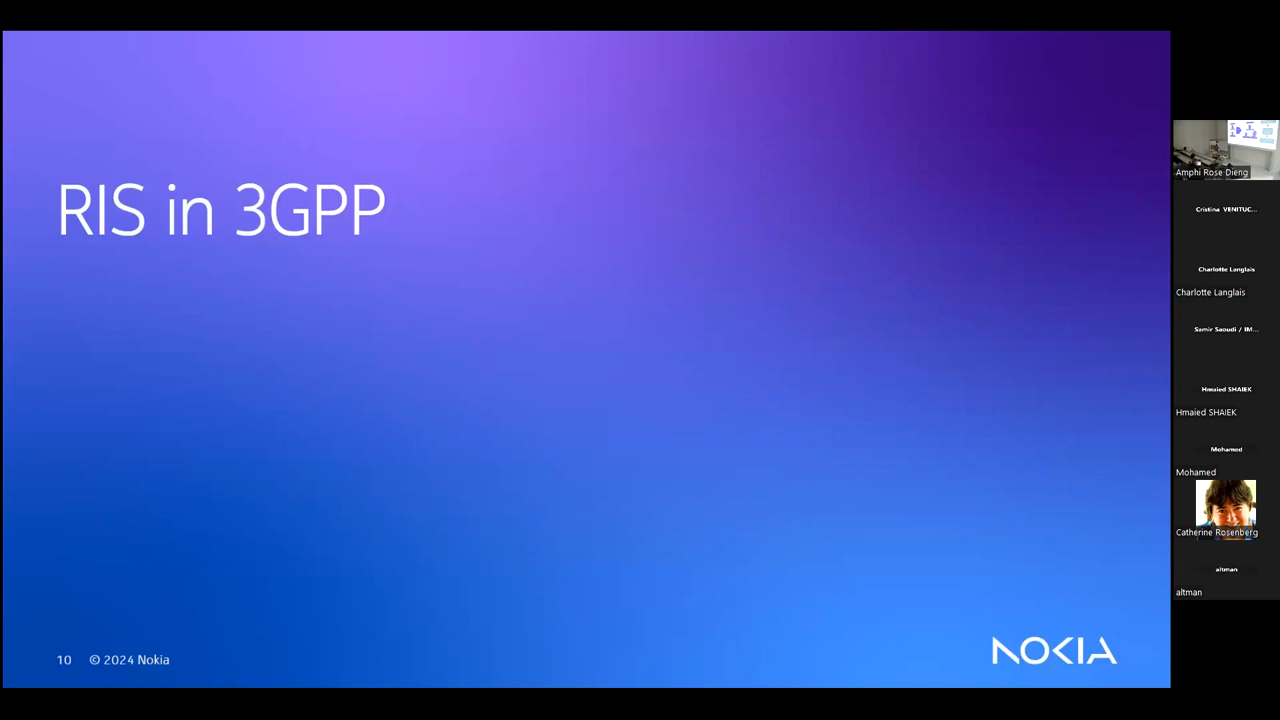 RIS in 3GPP
10 © 2024 Nokia
NOKIA
Amphi Rose Dieng
Cristina VENITUC...
Charlotte Langlais
Charlotte Langlais
Samir Saoudi / IM...
Hmaied SHAIEK
Hmaied SHAIEK
Mohamed
Mohamed
Catherine Rosenberg
altman
altman